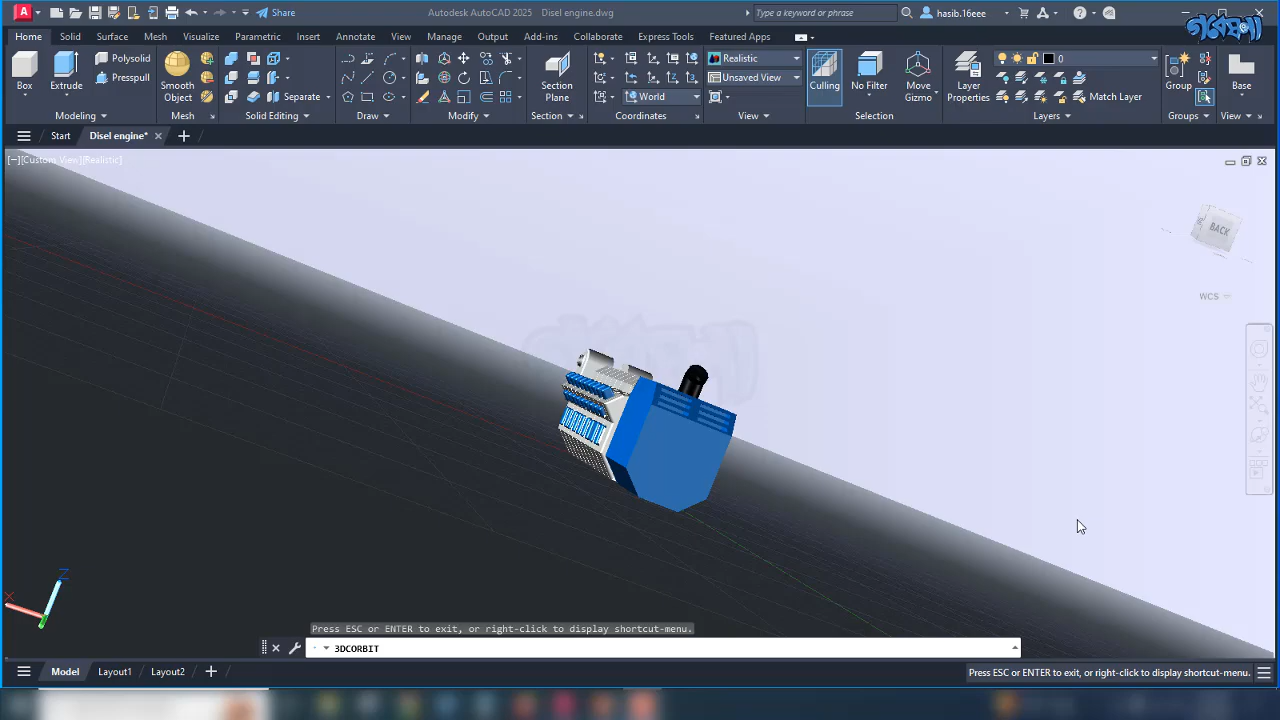 Share
Autodesk AutoCAD 2025 Disel engine.dwg
Type a keyword or phrase
hasib.16eee
গবেষণা
Home Solid Surface Mesh Visualize Parametric Insert Annotate View Manage Output Add-ins Collaborate Express Tools Featured Apps
Box
Extrude
Polysolid
Presspull
Smooth
Object
Separate
Section
Plane
World
Realistic
Unsaved View
Culling
No Filter
Move
Gizmo
Layer
Properties
0
Match Layer
Group
Base
Modeling
Mesh
Solid Editing
Draw
Modify
Section
Coordinates
View
Selection
Layers
Groups
View
Start
Disel engine*
[−][Custom View][Realistic]
BACK
WCS
গবেষণা
Z
X
Press ESC or ENTER to exit, or right-click to display shortcut-menu.
3DCORBIT
Model Layout1 Layout2
Press ESC or ENTER to exit, or right-click to display shortcut-menu.